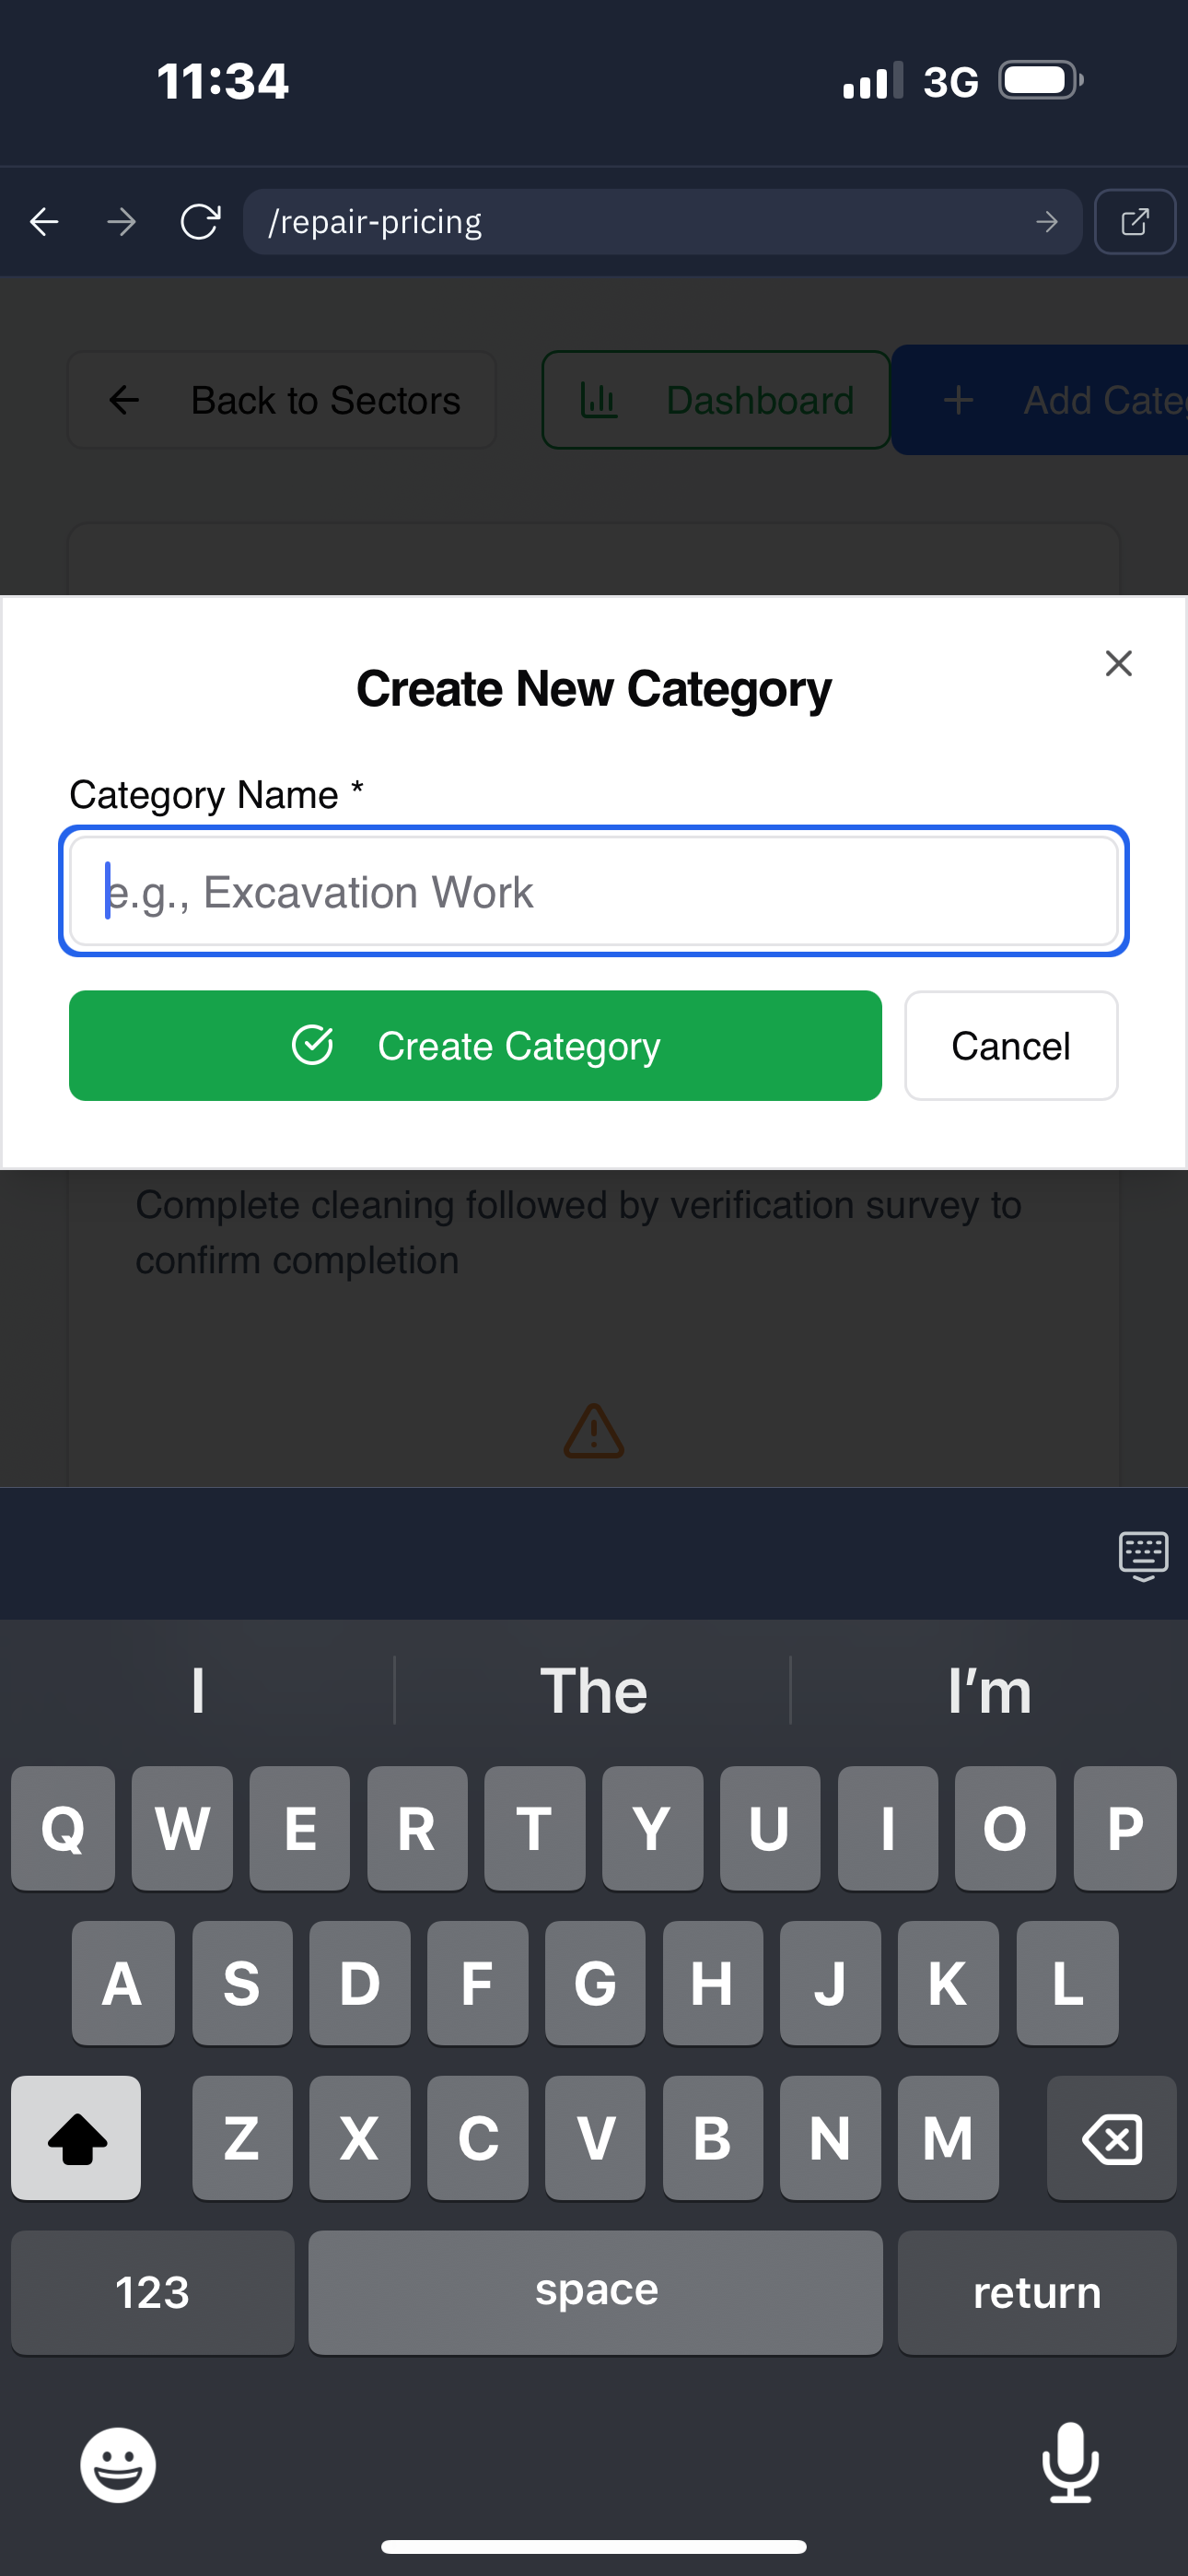 11:34
3G
/repair-pricing
Back to Sectors
Dashboard
Add Cate
Create New Category
Category Name *
e.g., Excavation Work
Create Category
Cancel
Complete cleaning followed by verification survey to
confirm completion
I The I'm
Q W E R T Y U I O P
A S D F G H J K L
Z X C V B N M
123 space return